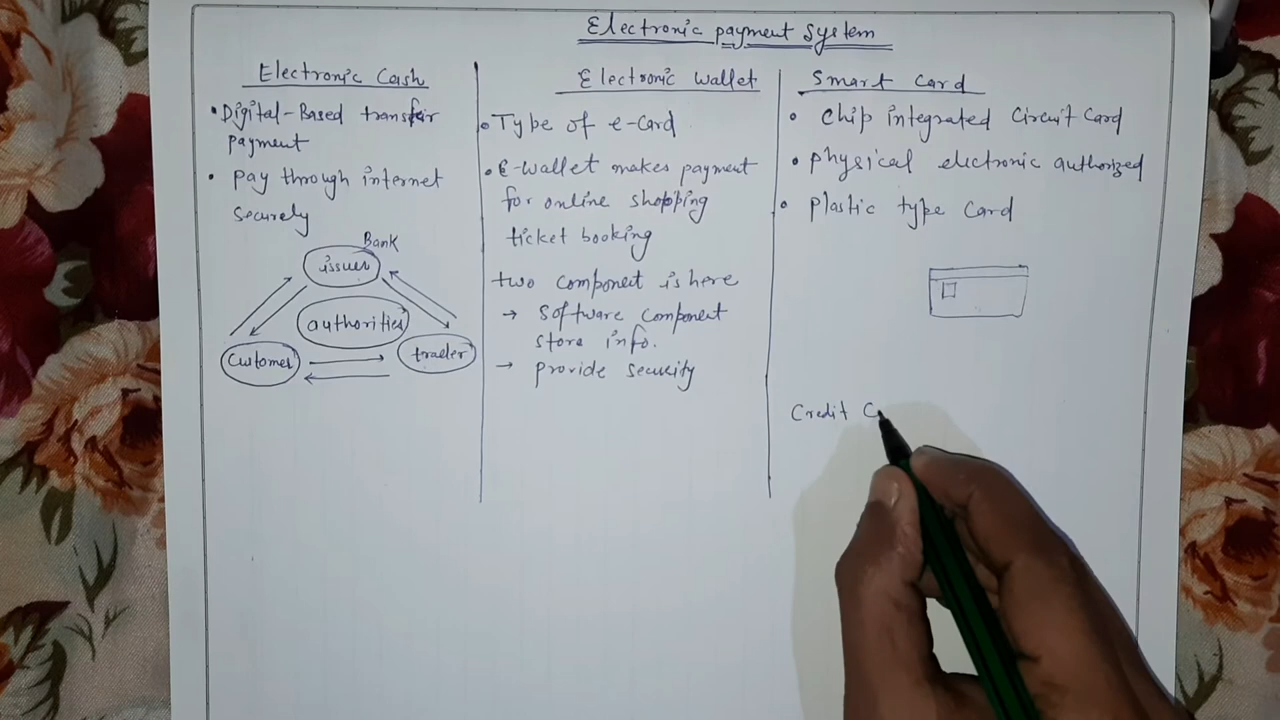 Electronic payment System
Electronic Cash
• Digital-Based transfer
payment
• pay through internet
securely
Bank
issuer
authorities
Customer
trader
Electronic Wallet
• Type of e-card
• E-wallet makes payment
for online shopping
ticket booking
two component is here
→ Software component
store info.
→ provide security
Smart Card
• Chip integrated Circuit Card
• physical electronic authorized
• plastic type Card
Credit C